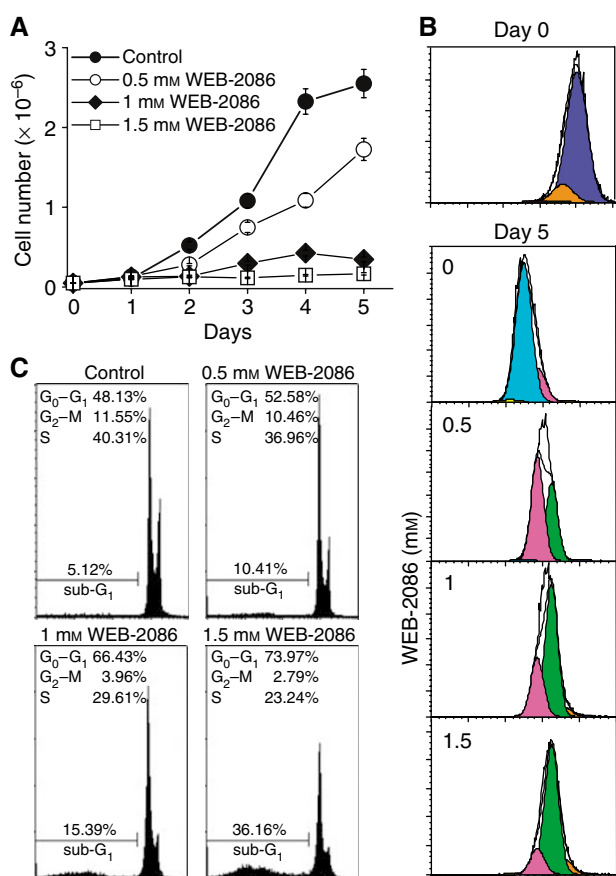 A
Control
0.5 mM WEB-2086
1 mM WEB-2086
1.5 mM WEB-2086
Cell number (× 10⁻⁶)
3
2
1
0
0 1 2 3 4 5
Days
B
Day 0
Day 5
0
0.5
1
1.5
WEB-2086 (mM)
C
Control
G₀–G₁ 48.13%
G₂–M 11.55%
S 40.31%
5.12%
sub-G₁
0.5 mM WEB-2086
G₀–G₁ 52.58%
G₂–M 10.46%
S 36.96%
10.41%
sub-G₁
1 mM WEB-2086
G₀–G₁ 66.43%
G₂–M 3.96%
S 29.61%
15.39%
sub-G₁
1.5 mM WEB-2086
G₀–G₁ 73.97%
G₂–M 2.79%
S 23.24%
36.16%
sub-G₁